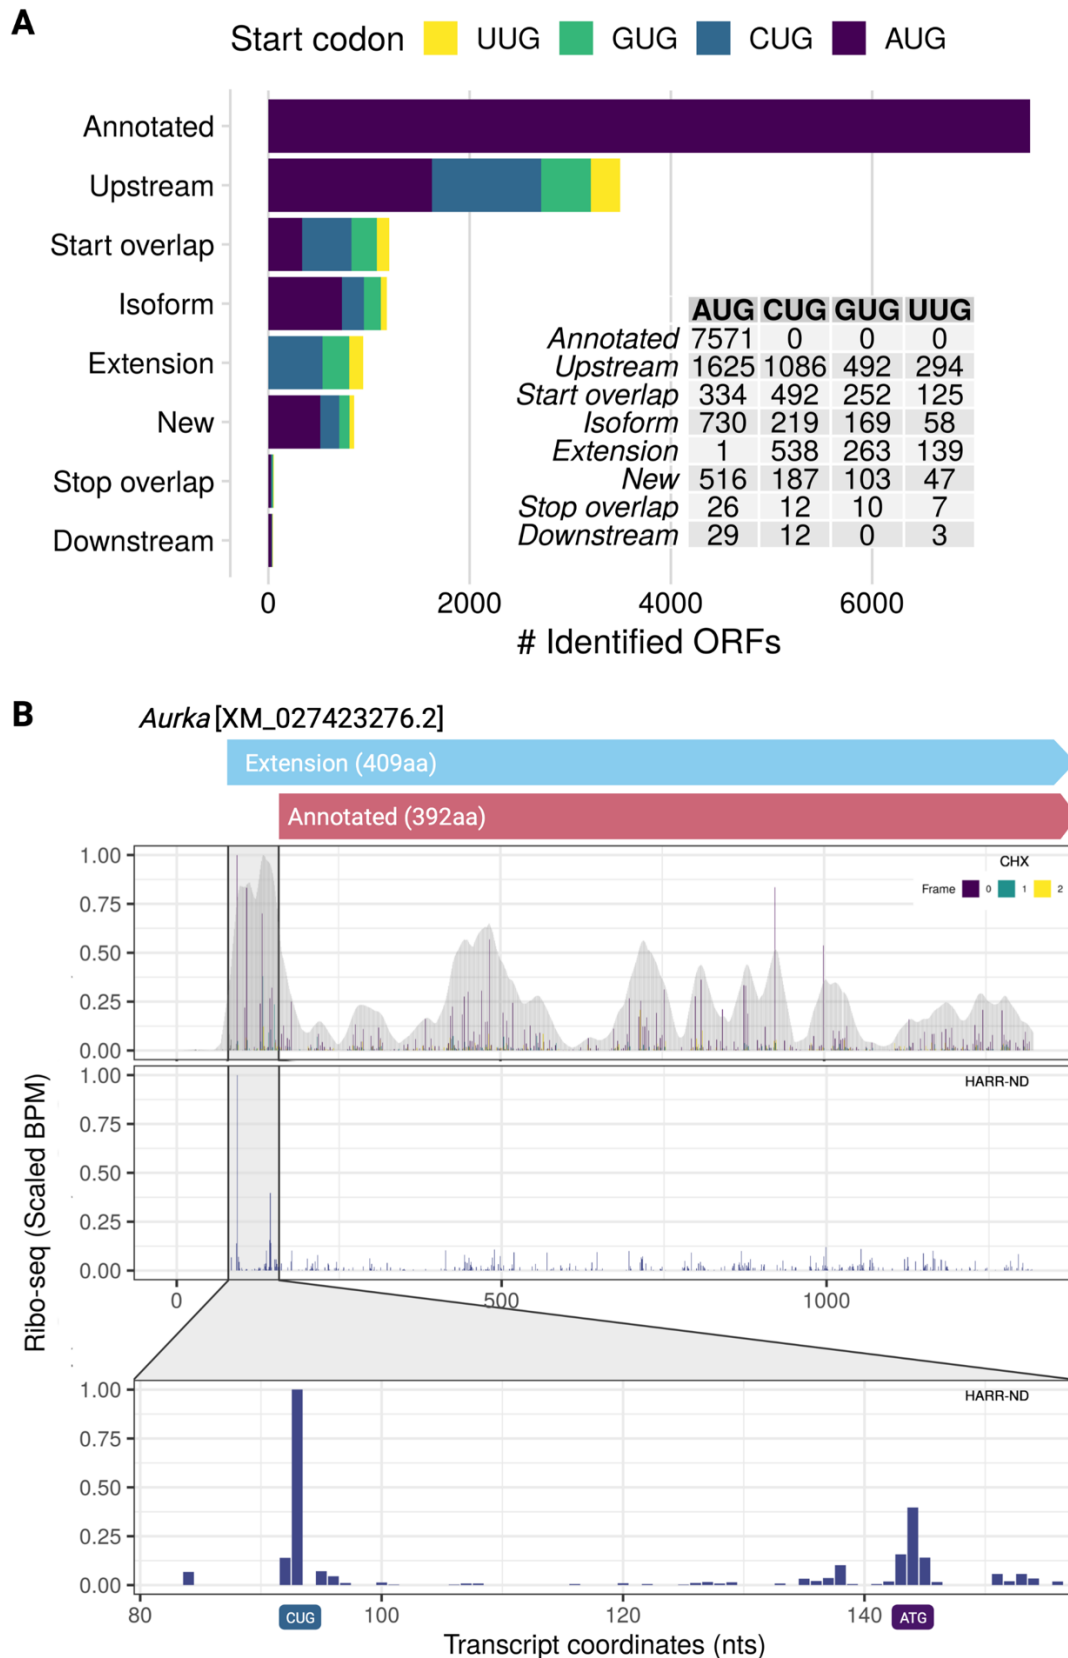 A
Start codon UUG GUG CUG AUG
Annotated
Upstream
Start overlap
Isoform
Extension
New
Stop overlap
Downstream
AUG CUG GUG UUG
Annotated 7571 0 0 0
Upstream 1625 1086 492 294
Start overlap 334 492 252 125
Isoform 730 219 169 58
Extension 1 538 263 139
New 516 187 103 47
Stop overlap 26 12 10 7
Downstream 29 12 0 3
0 2000 4000 6000
# Identified ORFs
B
Aurka [XM_027423276.2]
Extension (409aa)
Annotated (392aa)
Ribo-seq (Scaled BPM)
1.00
0.75
0.50
0.25
0.00
CHX
Frame 0 1 2
1.00
0.75
0.50
0.25
0.00
HARR-ND
0 500 1000
1.00
0.75
0.50
0.25
0.00
HARR-ND
80 CUG 100 120 140 ATG
Transcript coordinates (nts)